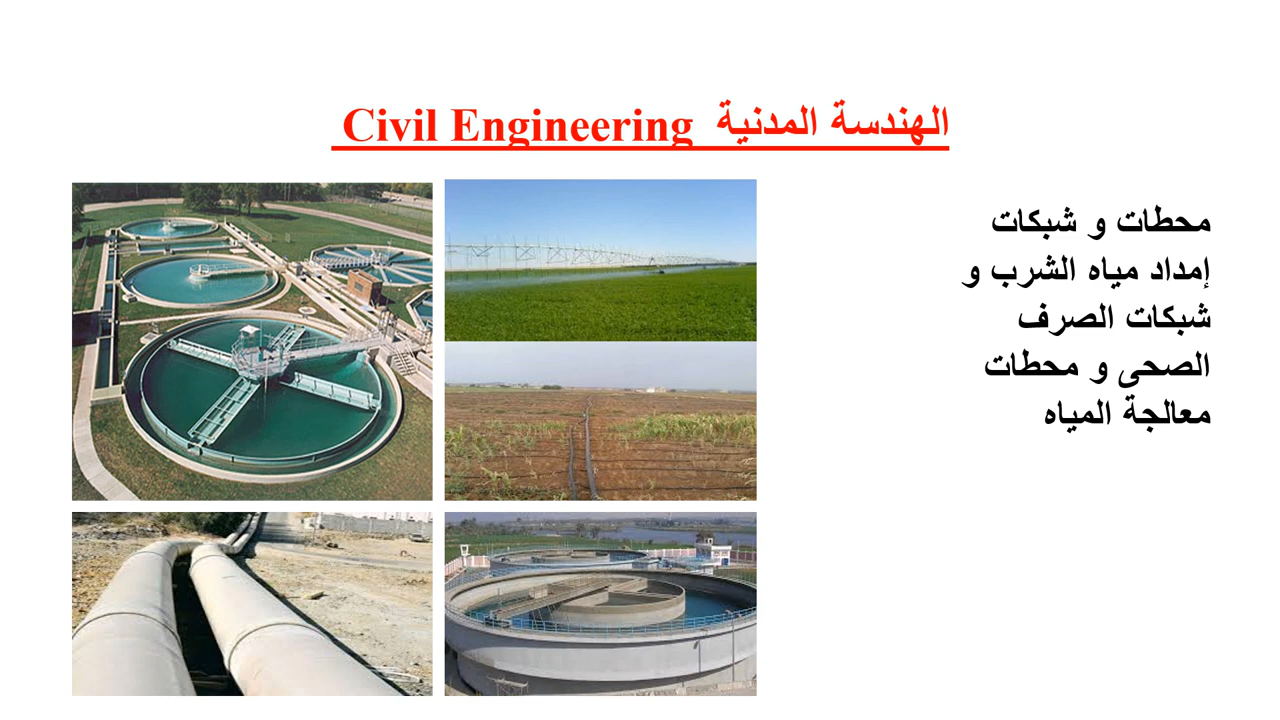 الهندسة المدنية Civil Engineering
محطات و شبكات
إمداد مياه الشرب و
شبكات الصرف
الصحى و محطات
معالجة المياه